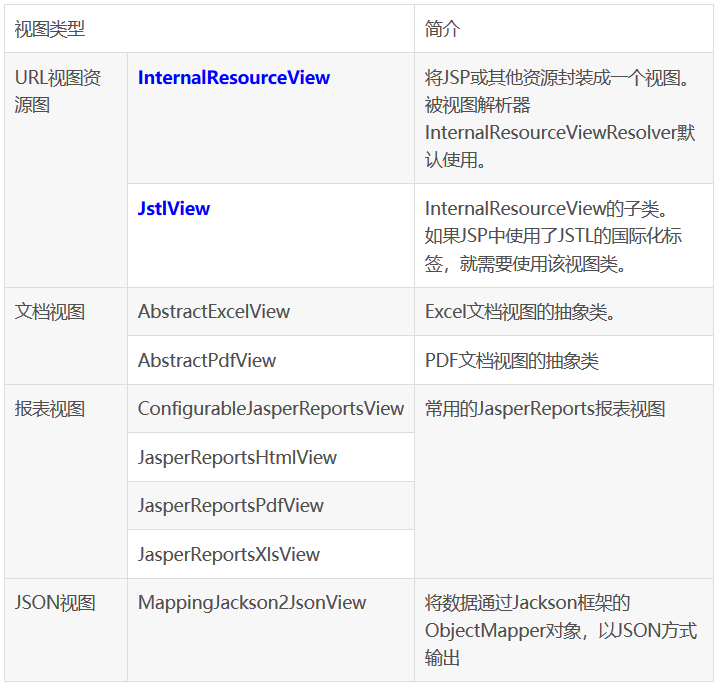 视图类型
简介
URL视图资
源图
InternalResourceView
将JSP或其他资源封装成一个视图。
被视图解析器
InternalResourceViewResolver默
认使用。
JstlView
InternalResourceView的子类。
如果JSP中使用了JSTL的国际化标
签，就需要使用该视图类。
文档视图
AbstractExcelView
Excel文档视图的抽象类。
AbstractPdfView
PDF文档视图的抽象类
报表视图
ConfigurableJasperReportsView
常用的JasperReports报表视图
JasperReportsHtmlView
JasperReportsPdfView
JasperReportsXlsView
JSON视图
MappingJackson2JsonView
将数据通过Jackson框架的
ObjectMapper对象，以JSON方式
输出